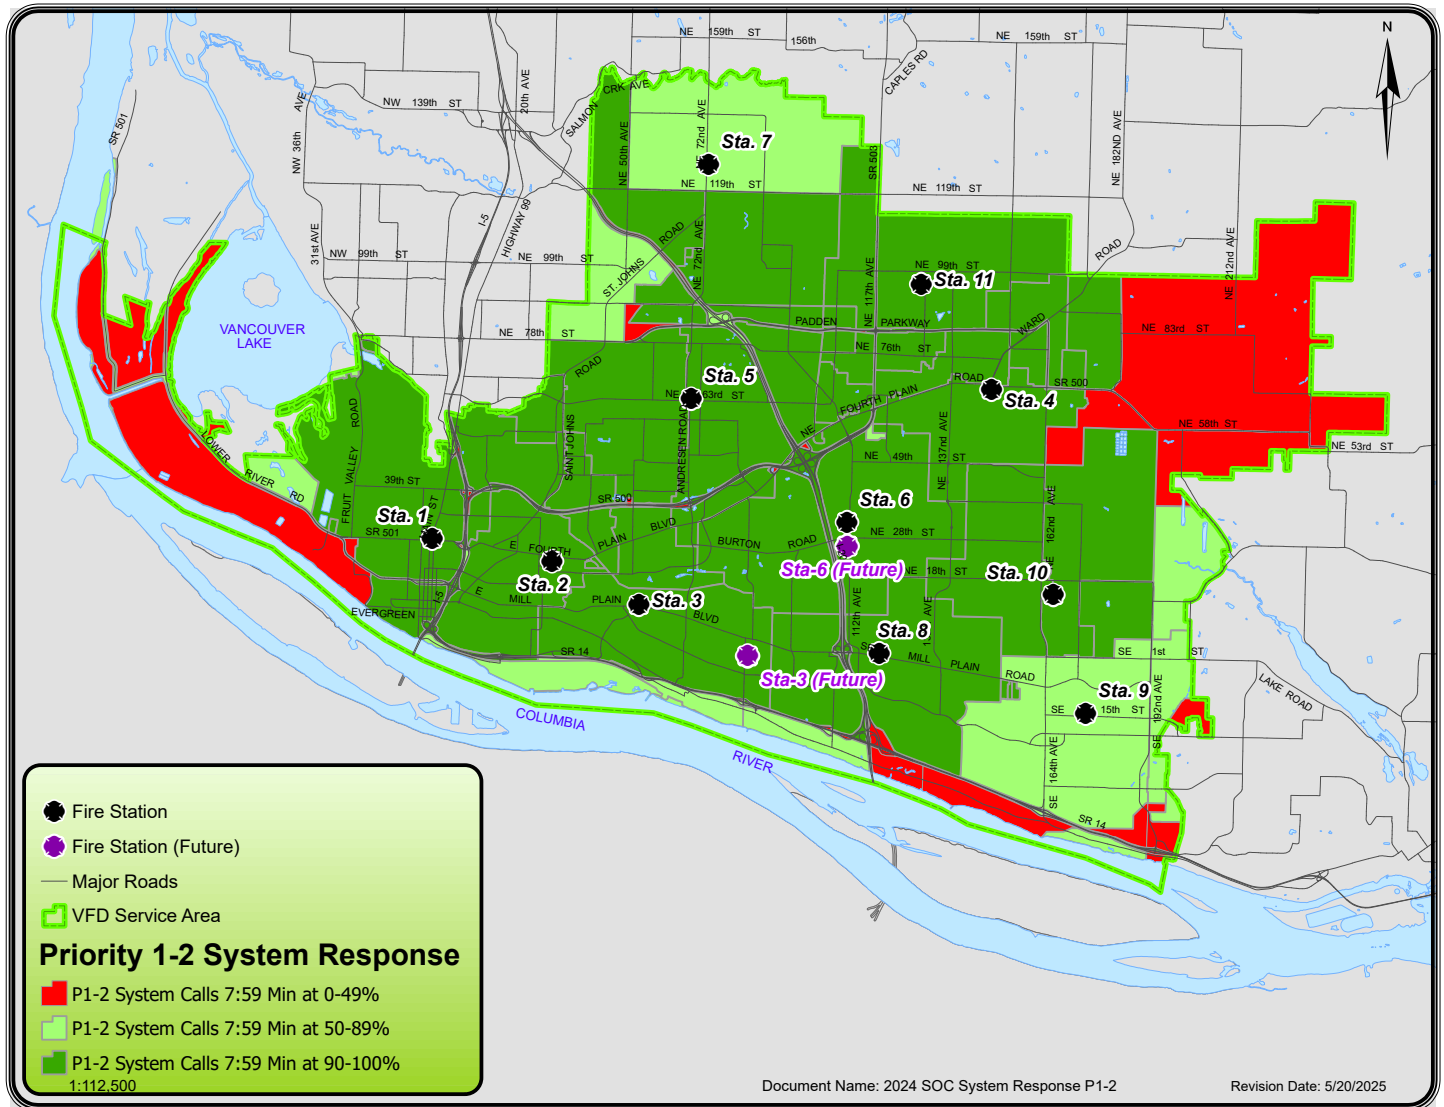 N
NE 159th ST
156th
NE 159th ST
CAPLES RD
SR 501
NW 36th AVE
NW 139th ST
20th AVE
SALMON CRK AVE
NE 50th AVE
NE 72nd AVE
Sta. 7
SR 503
NE 182ND AVE
NE 119th ST
NE 119th ST
31st AVE
I-5
HIGHWAY 99
NW 99th ST
NE 99th ST
ST. JOHNS ROAD
NE 72nd AVE
NE 117th AVE
NE 99th ST
Sta. 11
ROAD
NE 212nd AVE
VANCOUVER
LAKE
NE 78th ST
PADDEN PARKWAY
WARD
NE 83rd ST
NE 76th ST
ROAD
Sta. 5
NE 63rd ST
FOURTH PLAIN ROAD
SR 500
Sta. 4
FRUIT VALLEY ROAD
SAINT JOHNS
ANDRESEN ROAD
NE
NE 137nd AVE
NE 58th ST
NE 53rd ST
LOWER RIVER RD
39th ST
NE 49th ST
SR 500
Sta. 1
SR 501
Sta. 6
162nd AVE
SE
E FOURTH PLAIN BLVD
BURTON ROAD
NE 28th ST
Sta-6 (Future)
NE 18th ST
Sta. 10
Sta. 2
E MILL PLAIN BLVD
Sta. 3
EVERGREEN
I-5
112th AVE
AVE
Sta. 8
SE MILL PLAIN ROAD
SE 1st ST
SR 14
Sta-3 (Future)
Sta. 9
SE 15th ST
SE 192nd AVE
LAKE ROAD
SE 164th AVE
COLUMBIA
RIVER
SR 14
Fire Station
Fire Station (Future)
Major Roads
VFD Service Area
Priority 1-2 System Response
P1-2 System Calls 7:59 Min at 0-49%
P1-2 System Calls 7:59 Min at 50-89%
P1-2 System Calls 7:59 Min at 90-100%
1:112,500
Document Name: 2024 SOC System Response P1-2
Revision Date: 5/20/2025